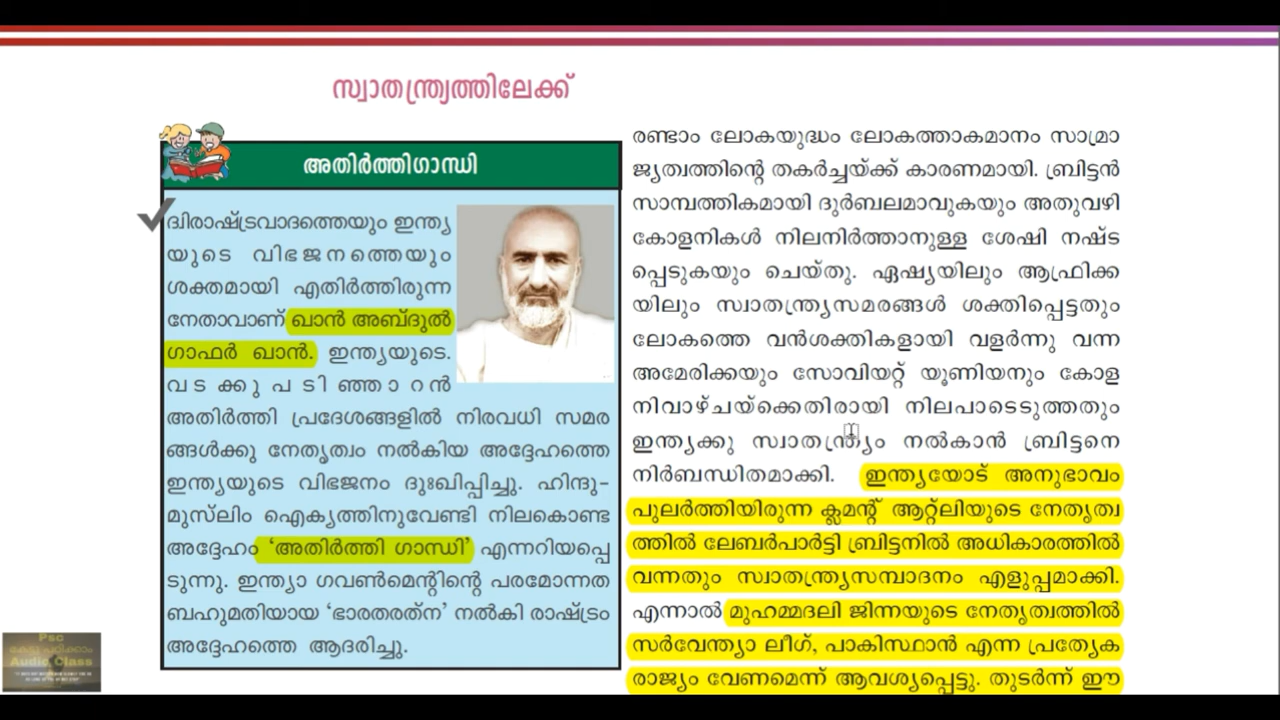 സ്വാതന്ത്ര്യത്തിലേക്ക്
അതിർത്തിഗാന്ധി
ദ്വിരാഷ്ട്രവാദത്തെയും ഇന്ത്യ
യുടെ വിഭജനത്തെയും
ശക്തമായി എതിർത്തിരുന്ന
നേതാവാണ് ഖാൻ അബ്ദുൽ
ഗാഫർ ഖാൻ. ഇന്ത്യയുടെ.
വടക്കുപടിഞ്ഞാറൻ
അതിർത്തി പ്രദേശങ്ങളിൽ നിരവധി സമര
ങ്ങൾക്കു നേതൃത്വം നൽകിയ അദ്ദേഹത്തെ
ഇന്ത്യയുടെ വിഭജനം ദുഃഖിപ്പിച്ചു. ഹിന്ദു-
മുസ്‌ലിം ഐക്യത്തിനുവേണ്ടി നിലകൊണ്ട
അദ്ദേഹം 'അതിർത്തി ഗാന്ധി' എന്നറിയപ്പെ
ടുന്നു. ഇന്ത്യാ ഗവൺമെന്റിന്റെ പരമോന്നത
ബഹുമതിയായ 'ഭാരതരത്ന' നൽകി രാഷ്ട്രം
അദ്ദേഹത്തെ ആദരിച്ചു.
രണ്ടാം ലോകയുദ്ധം ലോകത്താകമാനം സാമ്രാ
ജ്യത്വത്തിന്റെ തകർച്ചയ്ക്ക് കാരണമായി. ബ്രിട്ടൻ
സാമ്പത്തികമായി ദുർബലമാവുകയും അതുവഴി
കോളനികൾ നിലനിർത്താനുള്ള ശേഷി നഷ്ട
പ്പെടുകയും ചെയ്തു. ഏഷ്യയിലും ആഫ്രിക്ക
യിലും സ്വാതന്ത്ര്യസമരങ്ങൾ ശക്തിപ്പെട്ടതും
ലോകത്തെ വൻശക്തികളായി വളർന്നു വന്ന
അമേരിക്കയും സോവിയറ്റ് യൂണിയനും കോള
നിവാഴ്ചയ്ക്കെതിരായി നിലപാടെടുത്തതും
ഇന്ത്യക്കു സ്വാതന്ത്ര്യം നൽകാൻ ബ്രിട്ടനെ
നിർബന്ധിതമാക്കി. ഇന്ത്യയോട് അനുഭാവം
പുലർത്തിയിരുന്ന ക്ലമന്റ് ആറ്റ്‌ലിയുടെ നേതൃത്വ
ത്തിൽ ലേബർപാർട്ടി ബ്രിട്ടനിൽ അധികാരത്തിൽ
വന്നതും സ്വാതന്ത്ര്യസമ്പാദനം എളുപ്പമാക്കി.
എന്നാൽ മുഹമ്മദലി ജിന്നയുടെ നേതൃത്വത്തിൽ
സർവേന്ത്യാ ലീഗ്, പാകിസ്ഥാൻ എന്ന പ്രത്യേക
രാജ്യം വേണമെന്ന് ആവശ്യപ്പെട്ടു. തുടർന്ന് ഈ
Psc
കേട്ടു പഠിക്കാം
Audio Class